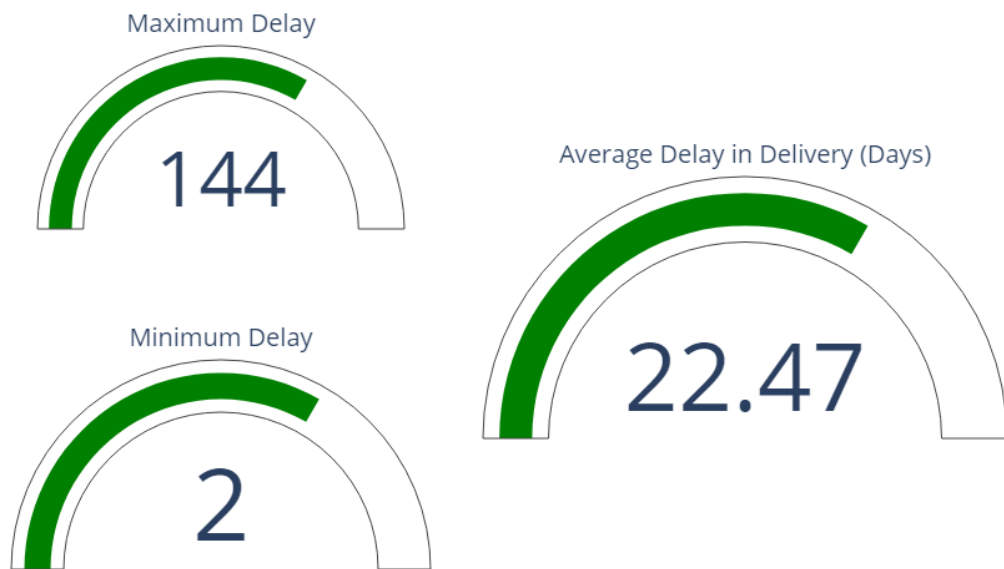 Maximum Delay
144
Average Delay in Delivery (Days)
22.47
Minimum Delay
2